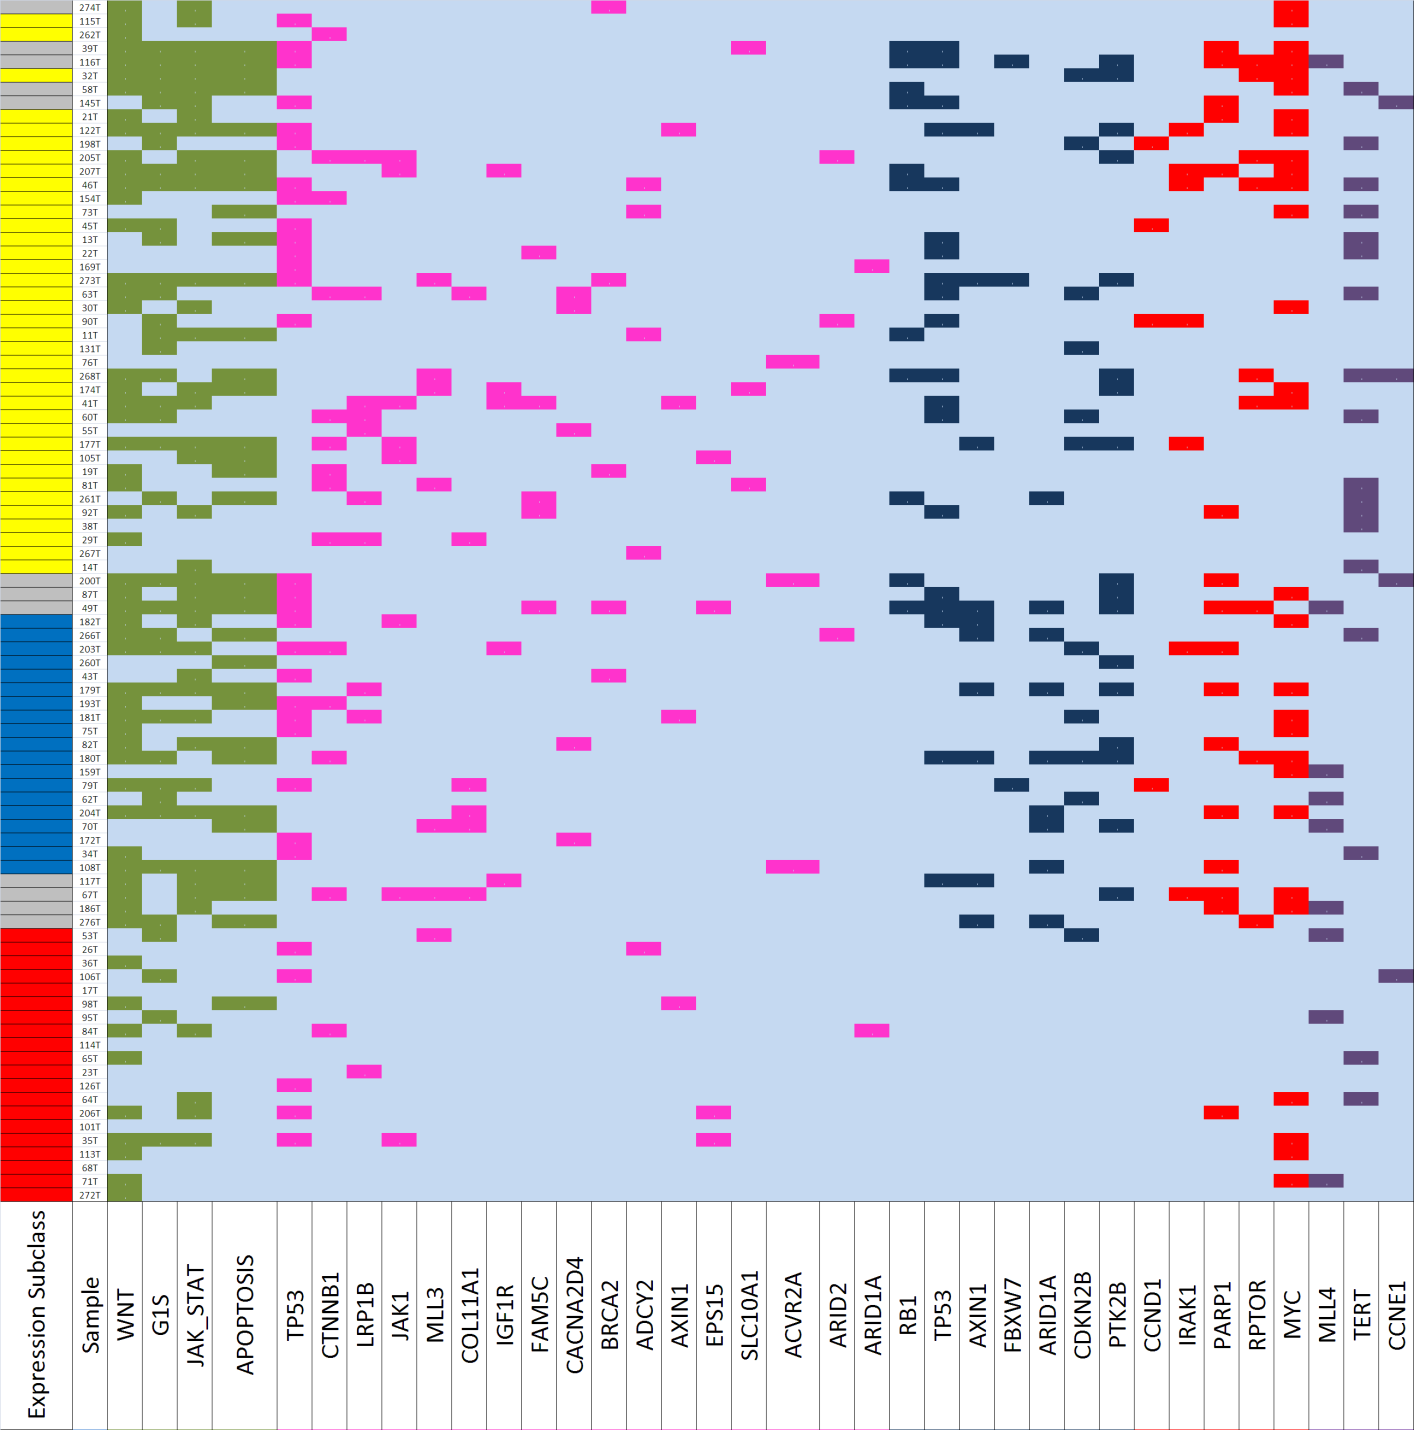 274T
115T
262T
39T
116T
32T
58T
145T
21T
122T
198T
205T
207T
46T
154T
73T
45T
13T
22T
169T
273T
63T
30T
90T
11T
131T
76T
268T
174T
41T
60T
55T
177T
105T
19T
81T
261T
92T
38T
29T
267T
14T
200T
87T
49T
182T
266T
203T
260T
43T
179T
193T
181T
75T
82T
180T
159T
79T
62T
204T
70T
172T
34T
108T
117T
67T
186T
276T
53T
26T
36T
106T
17T
98T
95T
84T
114T
65T
23T
126T
64T
206T
101T
35T
113T
68T
71T
272T
Expression Subclass
Sample
WNT
G1S
JAK_STAT
APOPTOSIS
TP53
CTNNB1
LRP1B
JAK1
MLL3
COL11A1
IGF1R
FAM5C
CACNA2D4
BRCA2
ADCY2
AXIN1
EPS15
SLC10A1
ACVR2A
ARID2
ARID1A
RB1
TP53
AXIN1
FBXW7
ARID1A
CDKN2B
PTK2B
CCND1
IRAK1
PARP1
RPTOR
MYC
MLL4
TERT
CCNE1